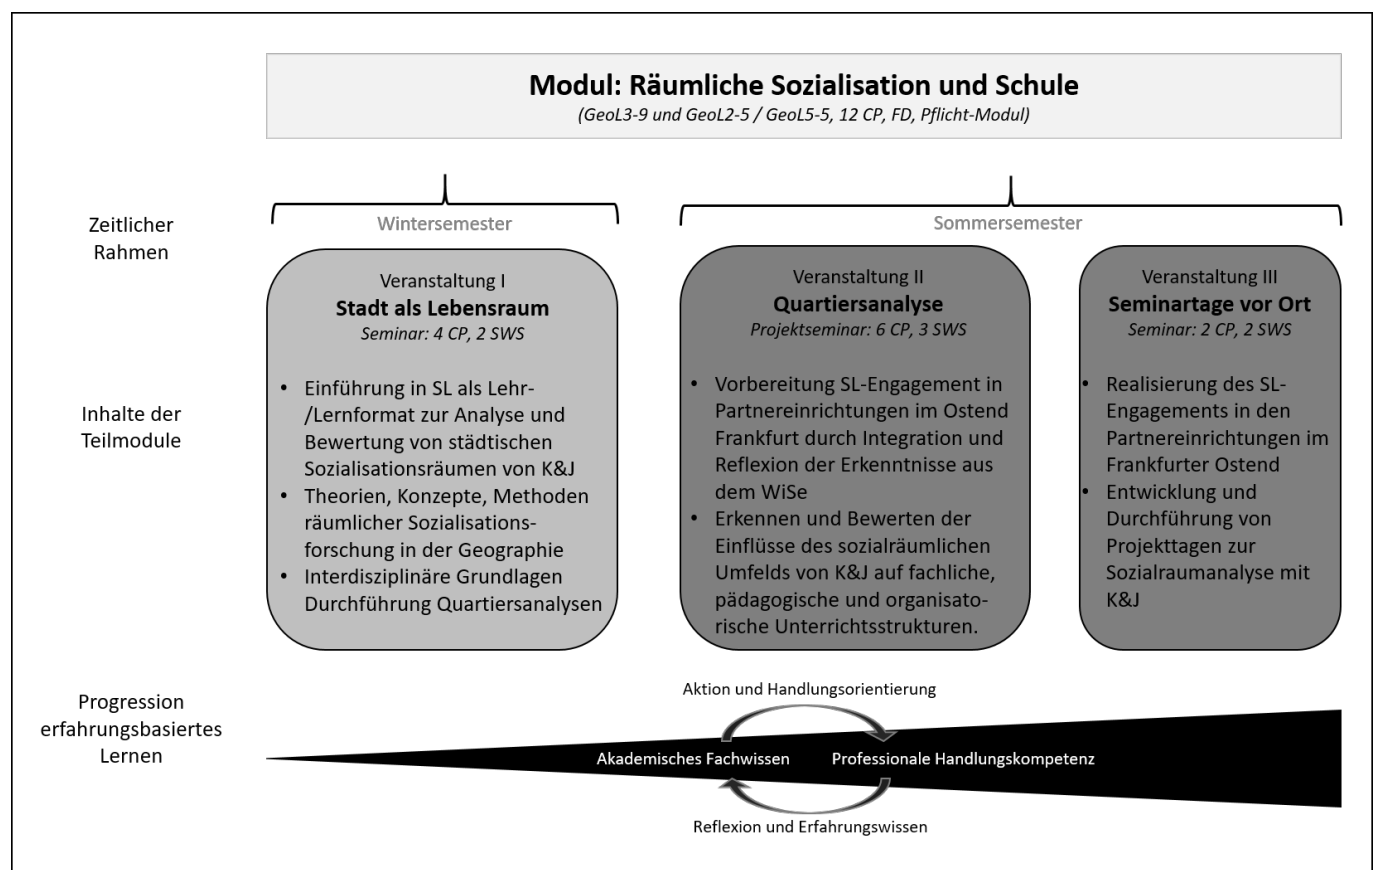 Modul: Räumliche Sozialisation und Schule
(GeoL3-9 und GeoL2-5 / GeoL5-5, 12 CP, FD, Pflicht-Modul)
Zeitlicher
Rahmen
Wintersemester
Sommersemester
Inhalte der
Teilmodule
Veranstaltung I
Stadt als Lebensraum
Seminar: 4 CP, 2 SWS
• Einführung in SL als Lehr-
/Lernformat zur Analyse und
Bewertung von städtischen
Sozialisationsräumen von K&J
• Theorien, Konzepte, Methoden
räumlicher Sozialisations-
forschung in der Geographie
• Interdisziplinäre Grundlagen
Durchführung Quartiersanalysen
Veranstaltung II
Quartiersanalyse
Projektseminar: 6 CP, 3 SWS
• Vorbereitung SL-Engagement in
Partnereinrichtungen im Ostend
Frankfurt durch Integration und
Reflexion der Erkenntnisse aus
dem WiSe
• Erkennen und Bewerten der
Einflüsse des sozialräumlichen
Umfelds von K&J auf fachliche,
pädagogische und organisato-
rische Unterrichtsstrukturen.
Veranstaltung III
Seminartage vor Ort
Seminar: 2 CP, 2 SWS
• Realisierung des SL-
Engagements in den
Partnereinrichtungen im
Frankfurter Ostend
• Entwicklung und
Durchführung von
Projekttagen zur
Sozialraumanalyse mit
K&J
Progression
erfahrungsbasiertes
Lernen
Aktion und Handlungsorientierung
Akademisches Fachwissen
Professionale Handlungskompetenz
Reflexion und Erfahrungswissen